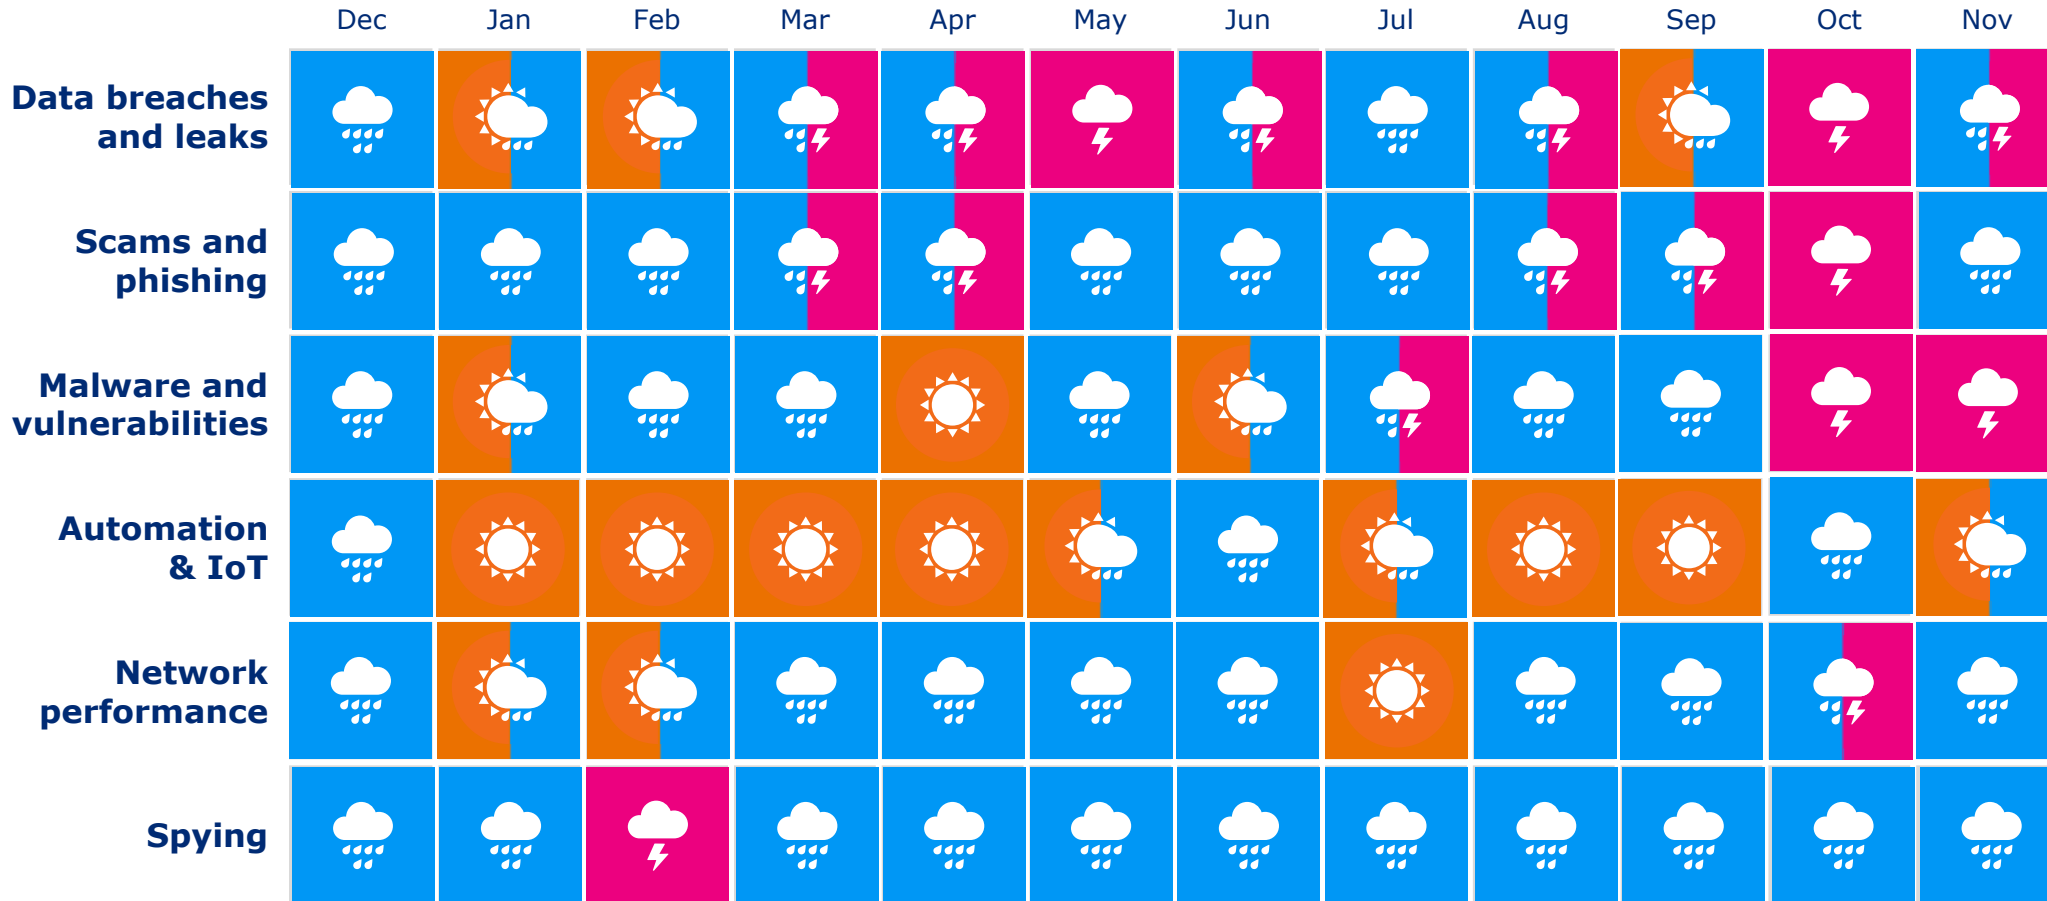 Dec Jan Feb Mar Apr May Jun Jul Aug Sep Oct Nov
Data breaches
and leaks
Scams and
phishing
Malware and
vulnerabilities
Automation
& IoT
Network
performance
Spying